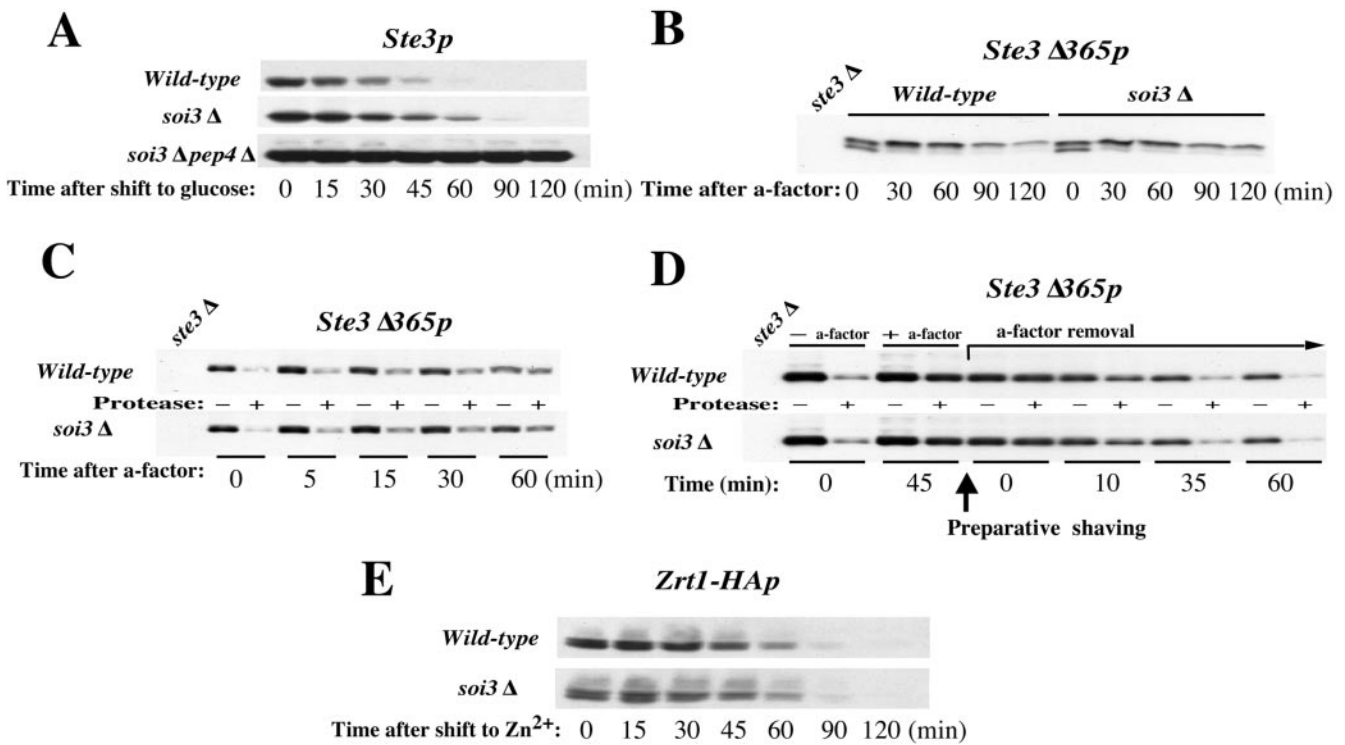 A
Ste3p
Wild-type
soi3 Δ
soi3 Δpep4 Δ
Time after shift to glucose: 0 15 30 45 60 90 120 (min)
B
Ste3 Δ365p
ste3 Δ
Wild-type soi3 Δ
Time after a-factor: 0 30 60 90 120 0 30 60 90 120 (min)
C
ste3 Δ
Ste3 Δ365p
Wild-type
Protease: – + – + – + – + – +
soi3 Δ
Time after a-factor: 0 5 15 30 60 (min)
D
Ste3 Δ365p
ste3 Δ
– a-factor + a-factor a-factor removal
Wild-type
Protease: – + – + – + – + – + – +
soi3 Δ
Time (min): 0 45 0 10 35 60
Preparative shaving
E
Zrt1-HAp
Wild-type
soi3 Δ
Time after shift to Zn2+: 0 15 30 45 60 90 120 (min)